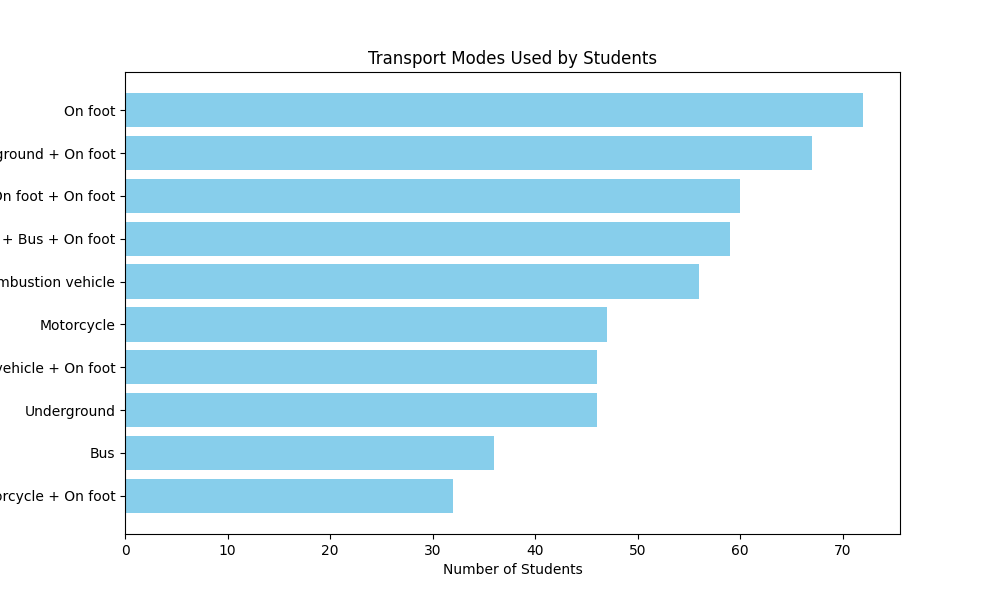 Transport Modes Used by Students
On foot
ground + On foot
On foot + On foot
+ Bus + On foot
mbustion vehicle
Motorcycle
vehicle + On foot
Underground
Bus
orcycle + On foot
0 10 20 30 40 50 60 70
Number of Students